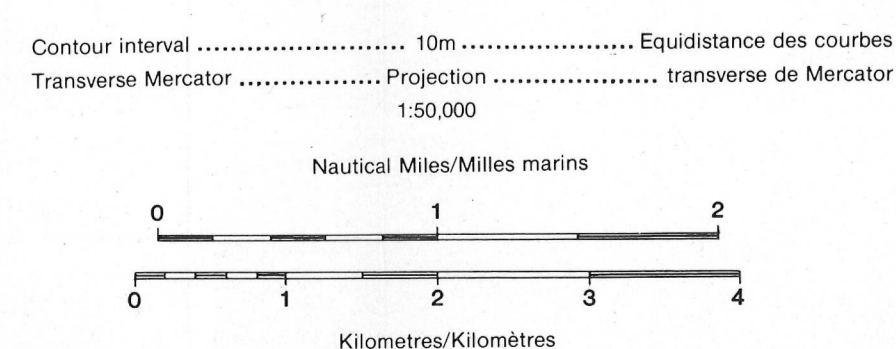 Contour interval ........................ 10m .................... Equidistance des courbes
Transverse Mercator ................. Projection ................... transverse de Mercator
1:50,000
Nautical Miles/Milles marins
0 1 2
0 1 2 3 4
Kilometres/Kilomètres